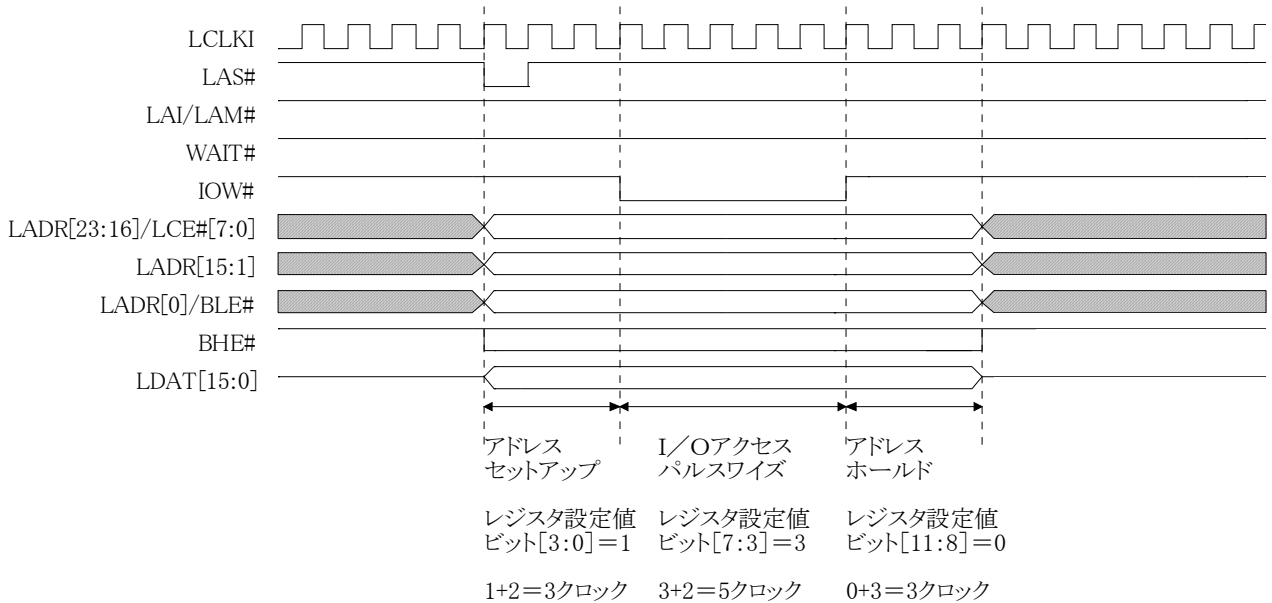 LCLKI
LAS#
LAI/LAM#
WAIT#
IOW#
LADR[23:16]/LCE#[7:0]
LADR[15:1]
LADR[0]/BLE#
BHE#
LDAT[15:0]
アドレス
セットアップ
I/Oアクセス
パルスワイズ
アドレス
ホールド
レジスタ設定値
ビット[3:0]=1
レジスタ設定値
ビット[7:3]=3
レジスタ設定値
ビット[11:8]=0
1+2=3クロック
3+2=5クロック
0+3=3クロック